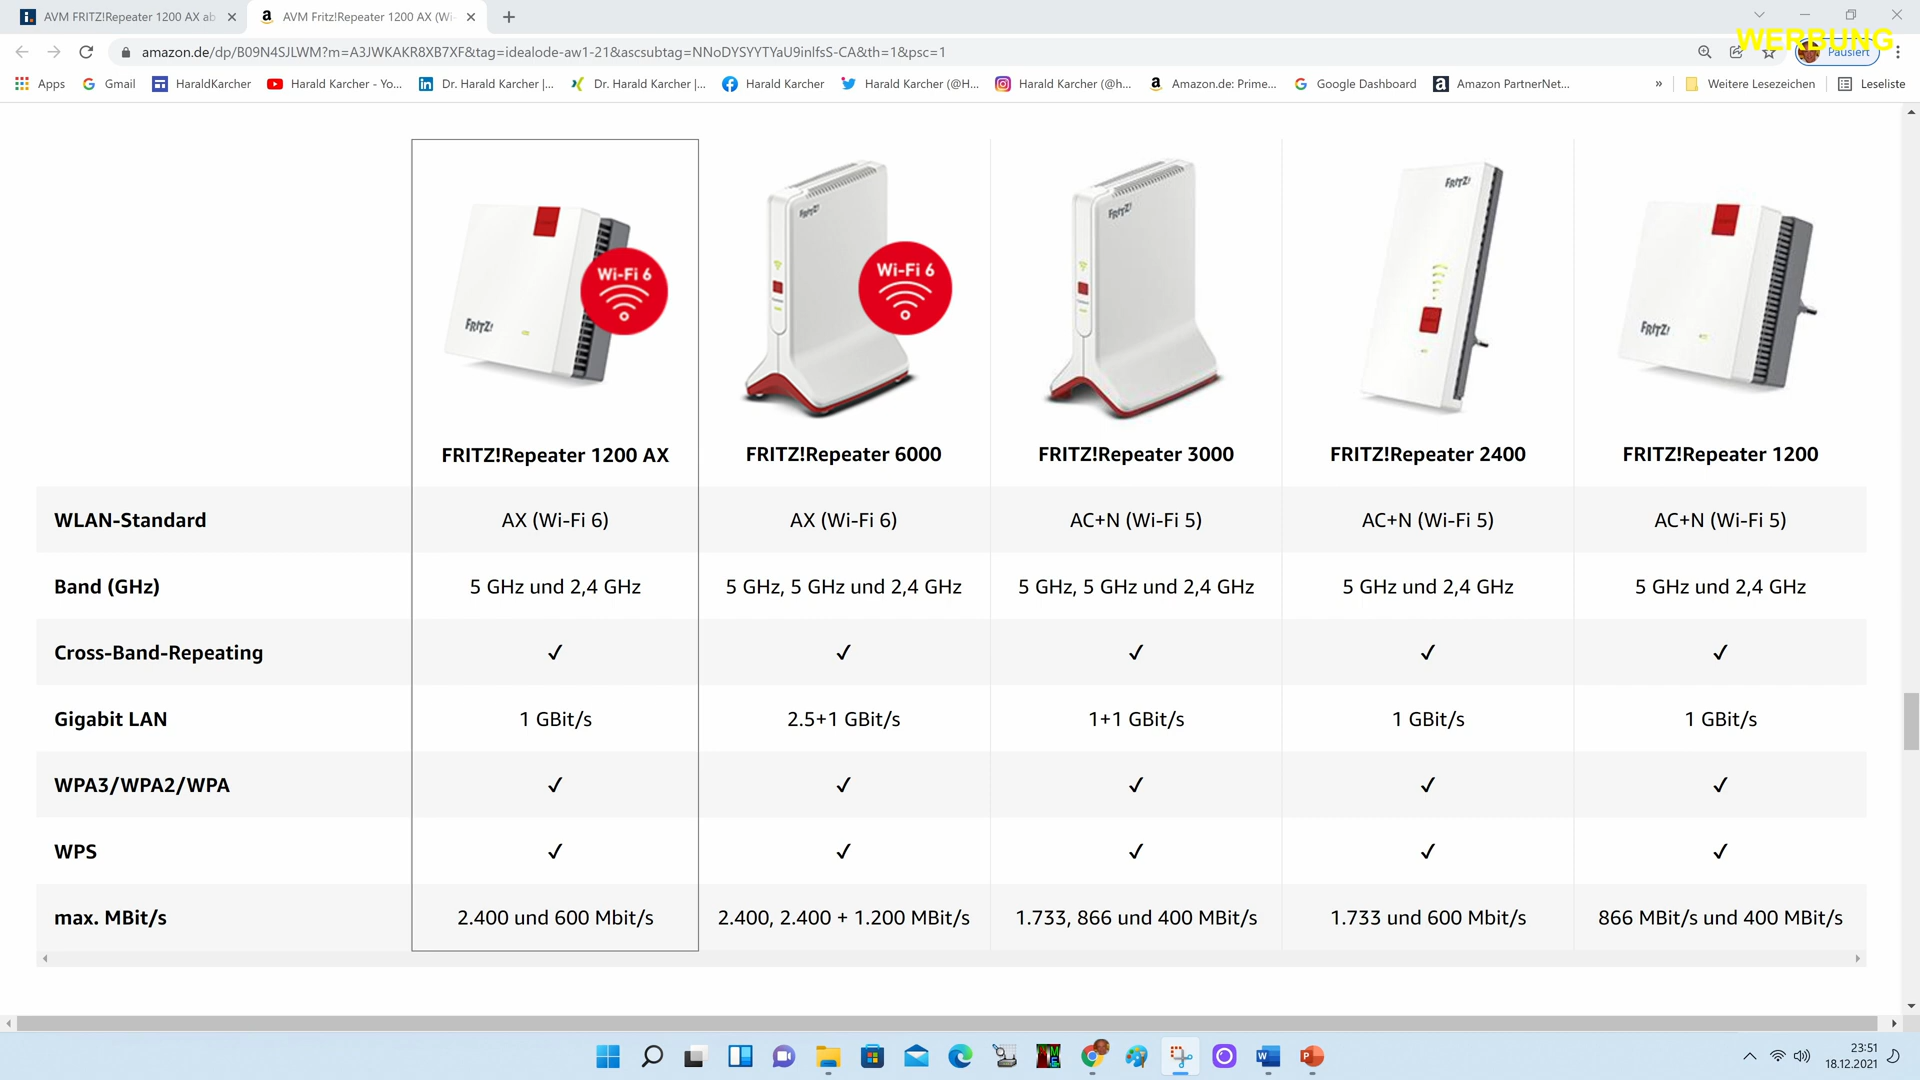 AVM FRITZ!Repeater 1200 AX ab
AVM Fritz!Repeater 1200 AX (Wi-
WERBUNG
amazon.de/dp/B09N4SJLWM?m=A3JWKAKR8XB7XF&tag=idealode-aw1-21&ascsubtag=NNoDYSYYTYaU9inlfsS-CA&th=1&psc=1
Pausiert
Apps
Gmail
HaraldKarcher
Harald Karcher - Yo...
Dr. Harald Karcher |...
Dr. Harald Karcher |...
Harald Karcher
Harald Karcher (@H...
Harald Karcher (@h...
Amazon.de: Prime...
Google Dashboard
Amazon PartnerNet...
»
Weitere Lesezeichen
Leseliste
FRITZ!
Wi-Fi 6
FRITZ!
Wi-Fi 6
FRITZ!
FRITZ!
FRITZ!
FRITZ!Repeater 1200 AX
FRITZ!Repeater 6000
FRITZ!Repeater 3000
FRITZ!Repeater 2400
FRITZ!Repeater 1200
WLAN-Standard
AX (Wi-Fi 6)
AX (Wi-Fi 6)
AC+N (Wi-Fi 5)
AC+N (Wi-Fi 5)
AC+N (Wi-Fi 5)
Band (GHz)
5 GHz und 2,4 GHz
5 GHz, 5 GHz und 2,4 GHz
5 GHz, 5 GHz und 2,4 GHz
5 GHz und 2,4 GHz
5 GHz und 2,4 GHz
Cross-Band-Repeating
✓
✓
✓
✓
✓
Gigabit LAN
1 GBit/s
2.5+1 GBit/s
1+1 GBit/s
1 GBit/s
1 GBit/s
WPA3/WPA2/WPA
✓
✓
✓
✓
✓
WPS
✓
✓
✓
✓
✓
max. MBit/s
2.400 und 600 Mbit/s
2.400, 2.400 + 1.200 MBit/s
1.733, 866 und 400 MBit/s
1.733 und 600 Mbit/s
866 MBit/s und 400 MBit/s
23:51
18.12.2021